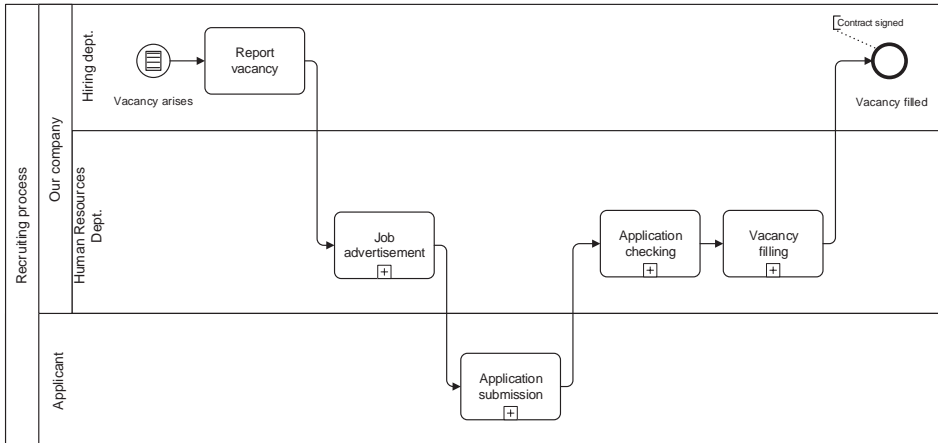 Recruiting process
Our company
Hiring dept.
Vacancy arises
Report
vacancy
Contract signed
Vacancy filled
Human Resources
Dept.
Job
advertisement
Application
checking
Vacancy
filling
Applicant
Application
submission